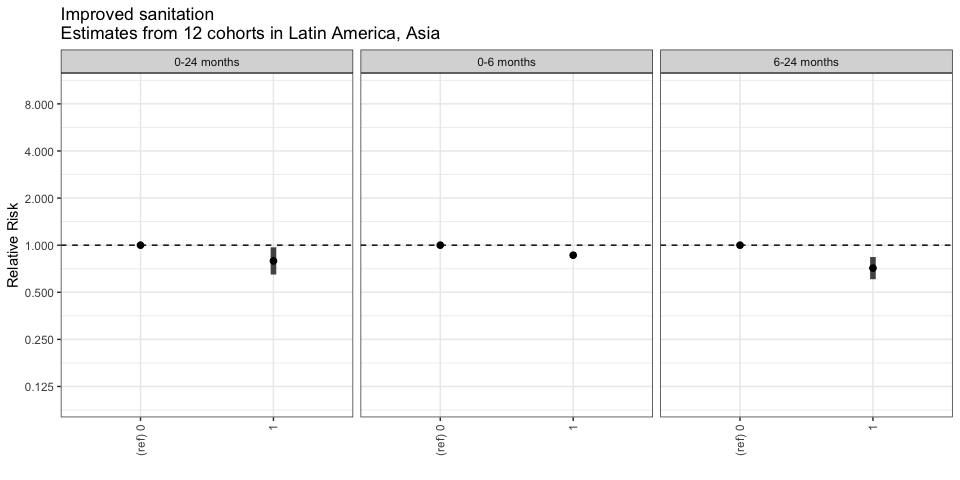 Improved sanitation
Estimates from 12 cohorts in Latin America, Asia
0-24 months
0-6 months
6-24 months
Relative Risk
8.000
4.000
2.000
1.000
0.500
0.250
0.125
(ref) 0
1
(ref) 0
1
(ref) 0
1